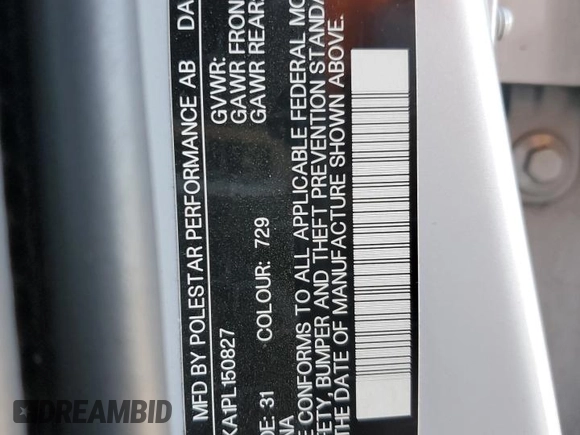 MFD BY POLESTAR PERFORMANCE AB DA
GVWR:
GAWR FRON
GAWR REAR:
KA1PL150827
COLOUR: 729
DE: 31
NA
E CONFORMS TO ALL APPLICABLE FEDERAL MO
FETY, BUMPER AND THEFT PREVENTION STANDA
THE DATE OF MANUFACTURE SHOWN ABOVE.
DREAMBID